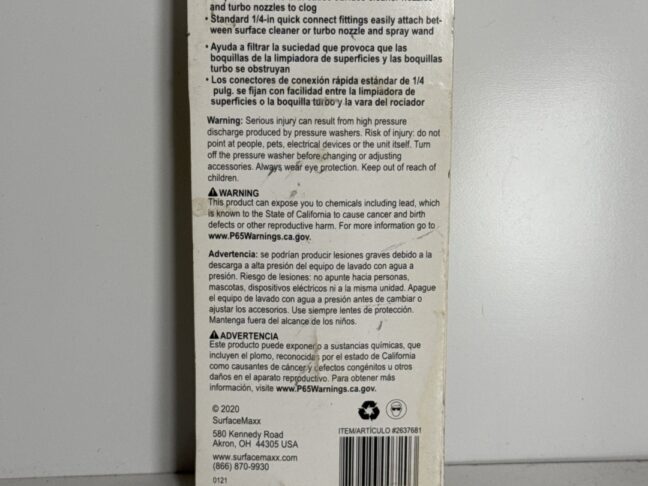 and turbo nozzles to clog
• Standard 1/4-in quick connect fittings easily attach bet-
ween surface cleaner or turbo nozzle and spray wand
• Ayuda a filtrar la suciedad que provoca que las
boquillas de la limpiadora de superficies y las boquillas
turbo se obstruyan
• Los conectores de conexión rápida estándar de 1/4
pulg. se fijan con facilidad entre la limpiadora de
superficies o la boquilla turbo y la vara del rociador
Warning: Serious injury can result from high pressure
discharge produced by pressure washers. Risk of injury: do not
point at people, pets, electrical devices or the unit itself. Turn
off the pressure washer before changing or adjusting
accessories. Always wear eye protection. Keep out of reach of
children.
⚠WARNING
This product can expose you to chemicals including lead, which
is known to the State of California to cause cancer and birth
defects or other reproductive harm. For more information go to
www.P65Warnings.ca.gov.
Advertencia: se podrían producir lesiones graves debido a la
descarga a alta presión del equipo de lavado con agua a
presión. Riesgo de lesiones: no apunte hacia personas,
mascotas, dispositivos eléctricos ni a la misma unidad. Apague
el equipo de lavado con agua a presión antes de cambiar o
ajustar los accesorios. Use siempre lentes de protección.
Mantenga fuera del alcance de los niños.
⚠ADVERTENCIA
Este producto puede exponer o a sustancias químicas, que
incluyen el plomo, reconocidas por el estado de California
como causantes de cáncer y defectos congénitos u otros
daños en el aparato reproductivo. Para obtener más
información, visite www.P65Warnings.ca.gov.
© 2020
SurfaceMaxx
580 Kennedy Road
Akron, OH 44305 USA
www.surfacemaxx.com
(866) 870-9930
0121
ITEM/ARTÍCULO #2637681